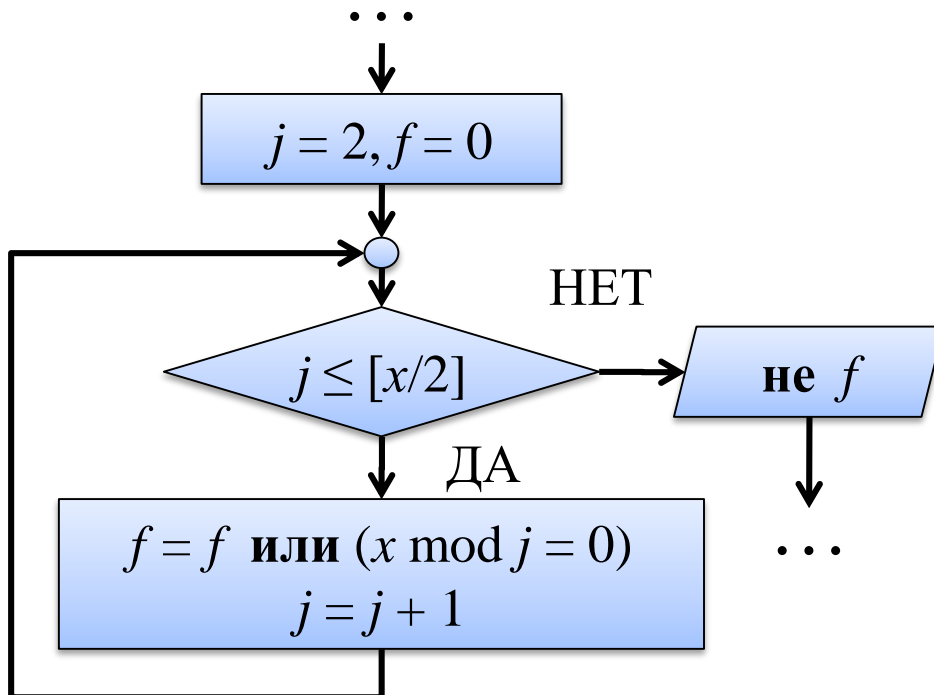 …
j = 2, f = 0
НЕТ
j ≤ [x/2]
не f
ДА
f = f или (x mod j = 0)
j = j + 1
…